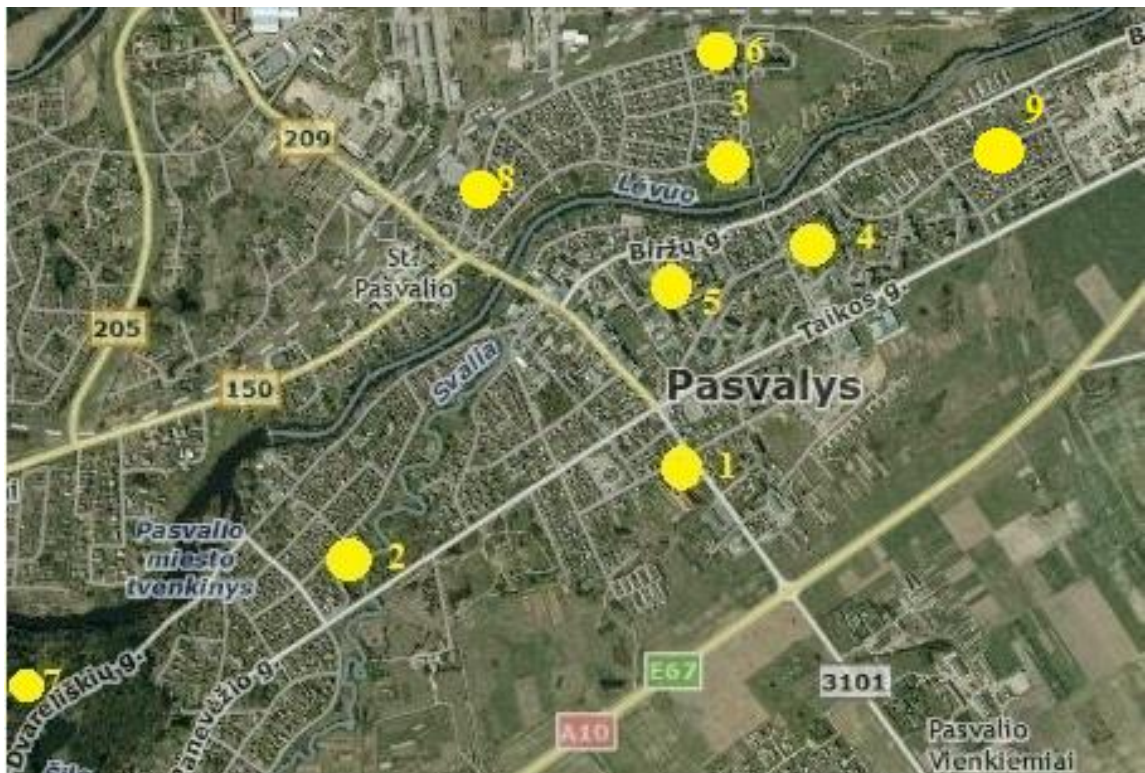 6
3
9
209
8
Lėvuo
Biržų g.
4
St.
Pasvalio
5
205
Taikos g.
150
Svalia
Pasvalys
1
Pasvalio
miesto
tvenkinys
2
7
Dvareliškių g.
Panevėžio g.
E67
3101
A10
Pasvalio
Vienkiemiai